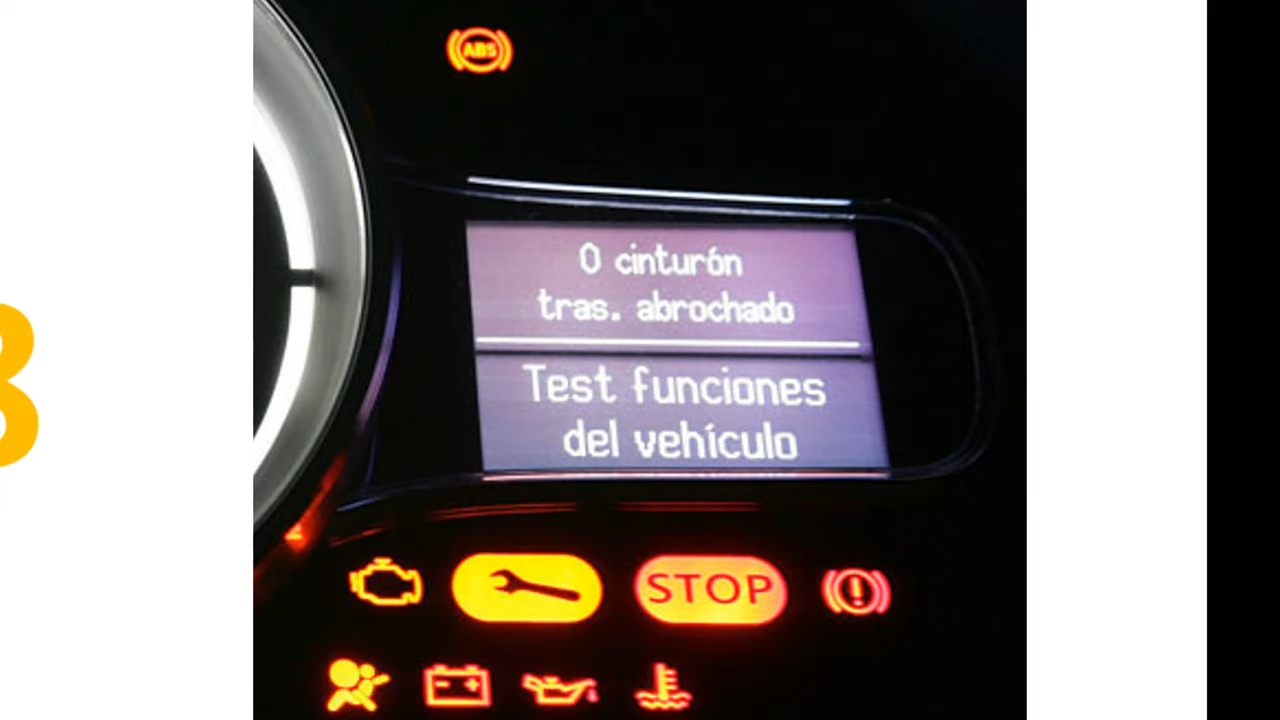 ABS
0 cinturón
tras. abrochado
Test funciones
del vehículo
STOP